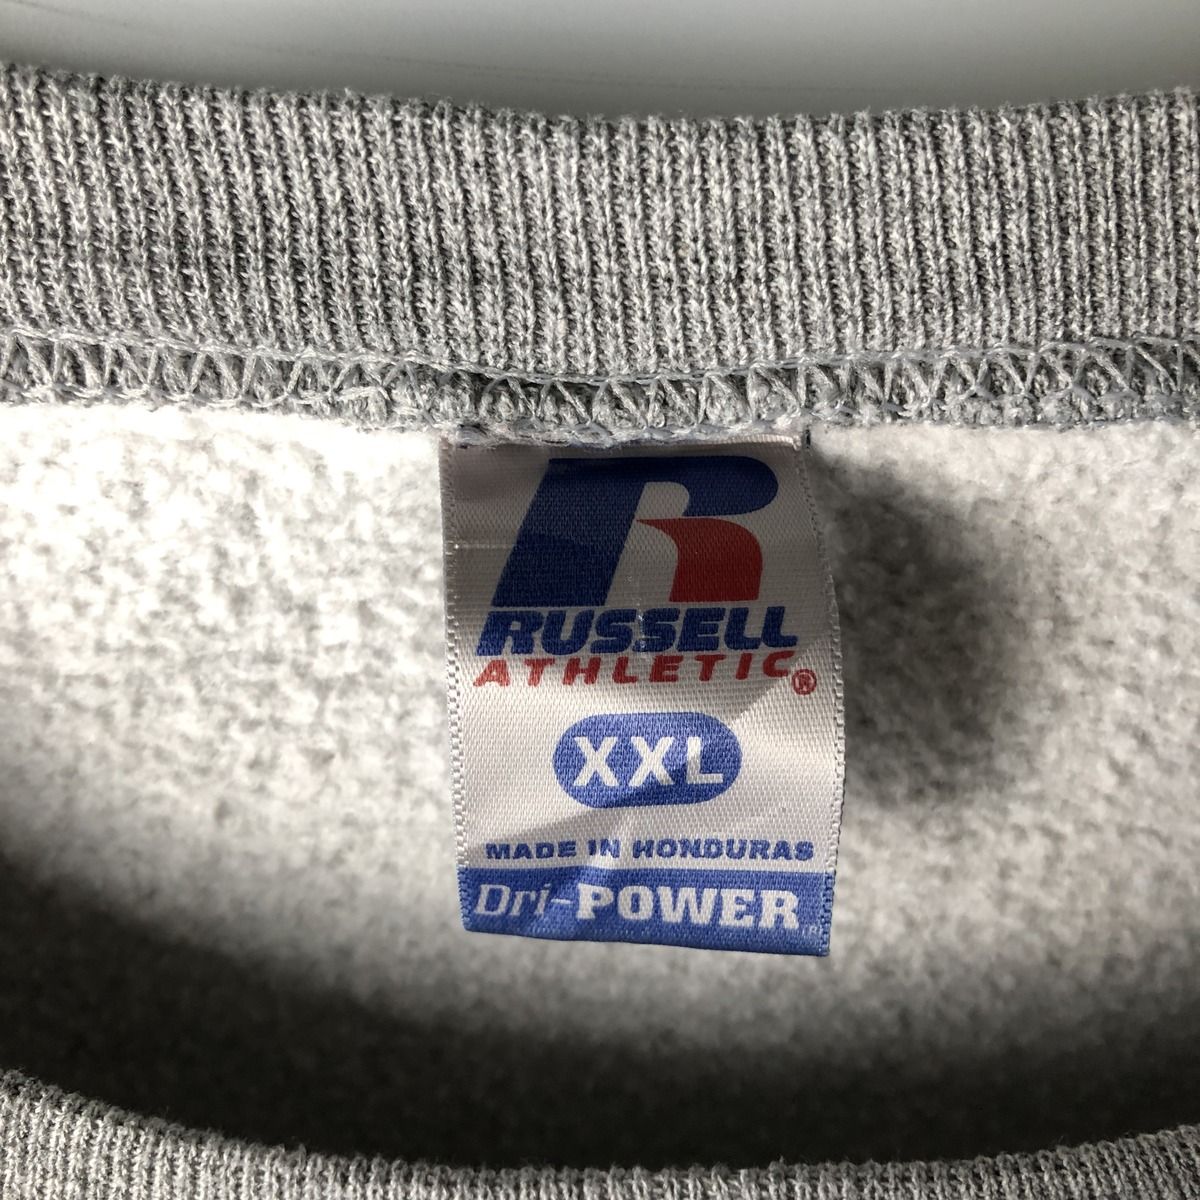 R
RUSSELL
ATHLETIC®
XXL
MADE IN HONDURAS
Dri-POWER®